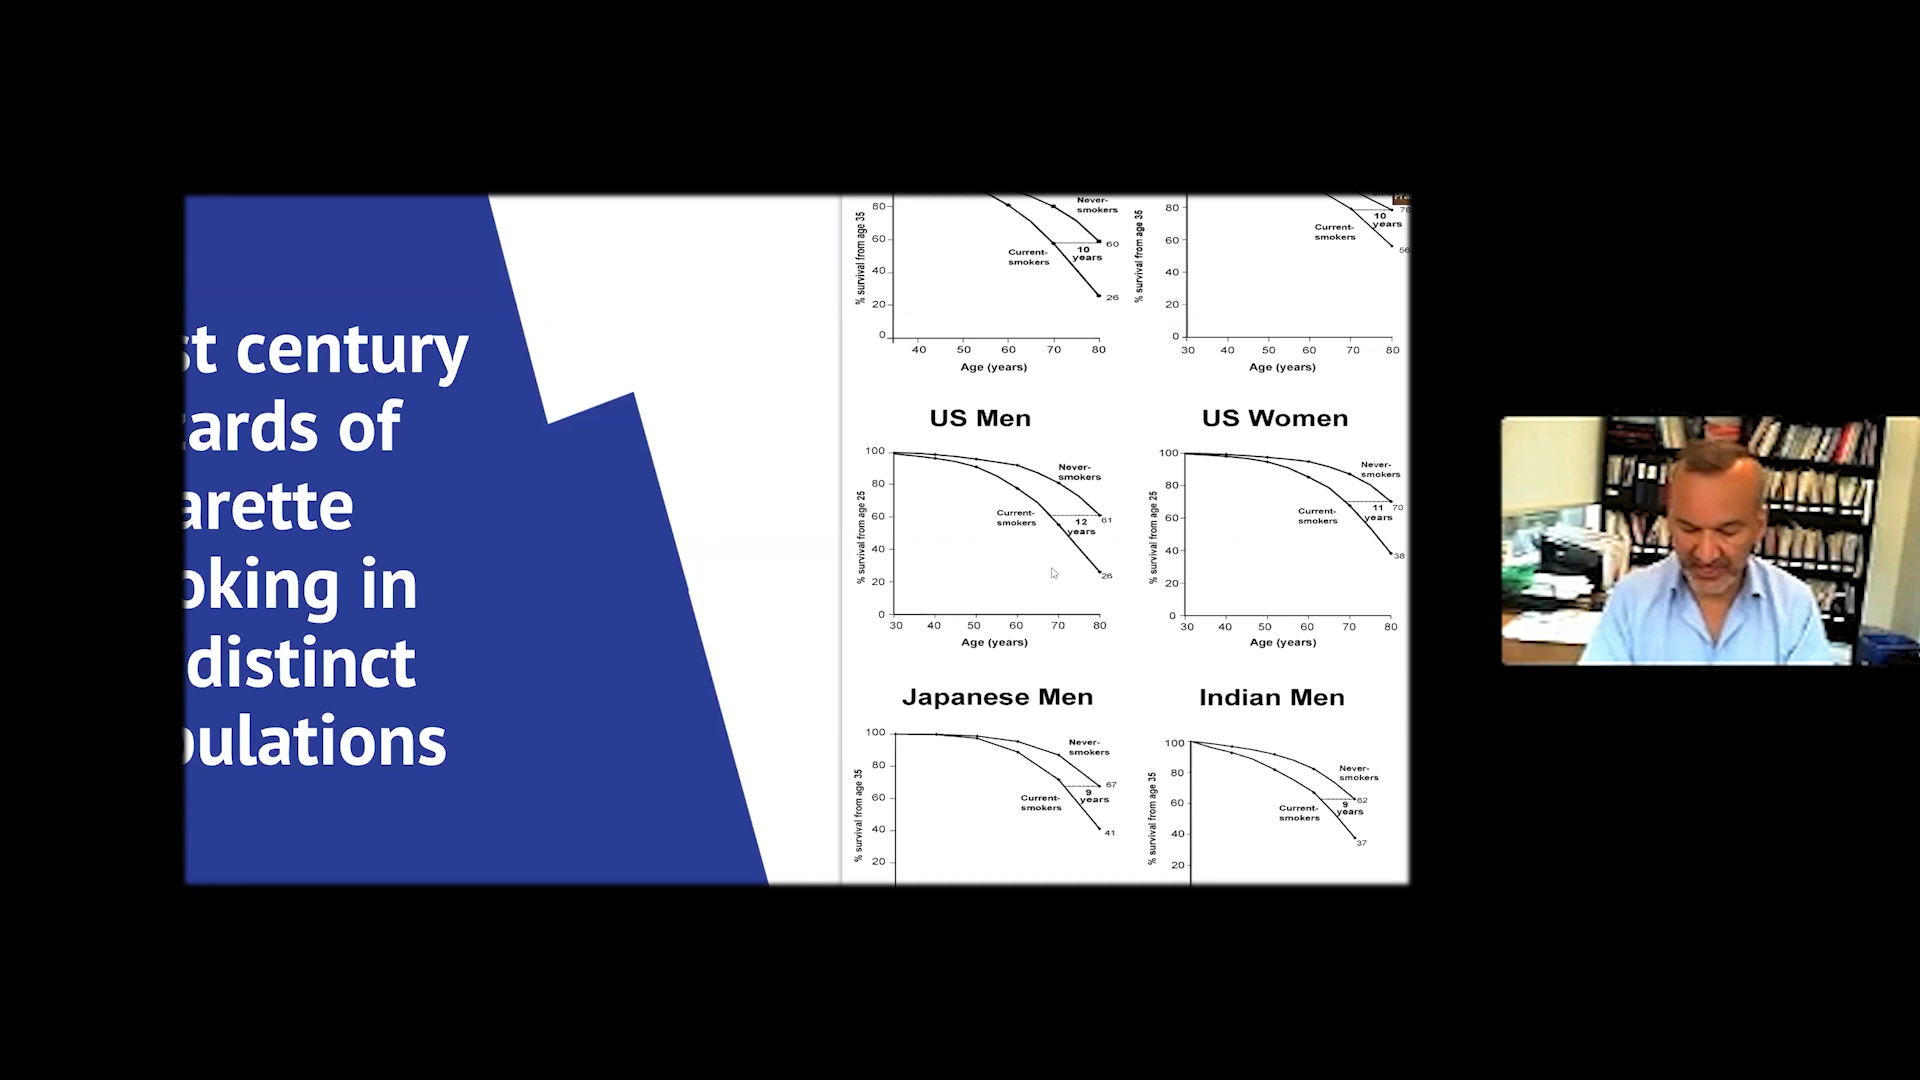 st century
ards of
arette
oking in
distinct
pulations
80
60
40
20
0
% survival from age 35
Never-
smokers
60
10
years
Current-
smokers
26
40 50 60 70 80
Age (years)
80
60
40
20
0
% survival from age 35
78
10
years
Current-
smokers
56
30 40 50 60 70 80
Age (years)
US Men
100
80
60
40
20
0
% survival from age 25
Never-
smokers
Current-
smokers
12
years
61
26
30 40 50 60 70 80
Age (years)
US Women
100
80
60
40
20
0
% survival from age 25
Never-
smokers
Current-
smokers
11
years
70
38
30 40 50 60 70 80
Age (years)
Japanese Men
100
80
60
40
20
% survival from age 35
Never-
smokers
67
9
years
Current-
smokers
41
Indian Men
100
80
60
40
20
% survival from age 35
Never-
smokers
62
9
years
Current-
smokers
37